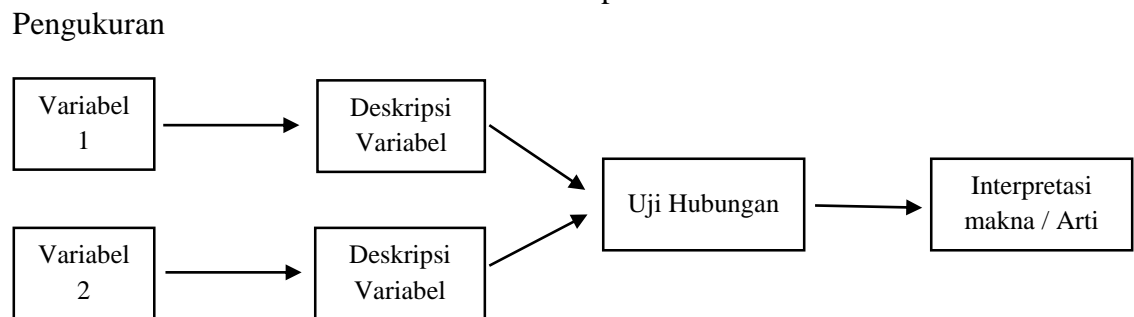 Pengukuran
Variabel
1
Deskripsi
Variabel
Uji Hubungan
Interpretasi
makna / Arti
Variabel
2
Deskripsi
Variabel